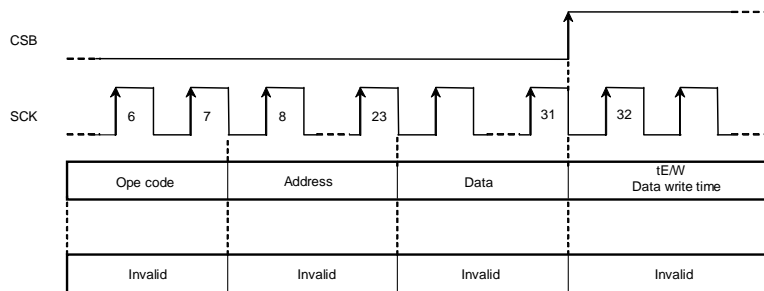 CSB
SCK
6 7 8 23 31 32
Ope code Address Data tE/W
Data write time
Invalid Invalid Invalid Invalid